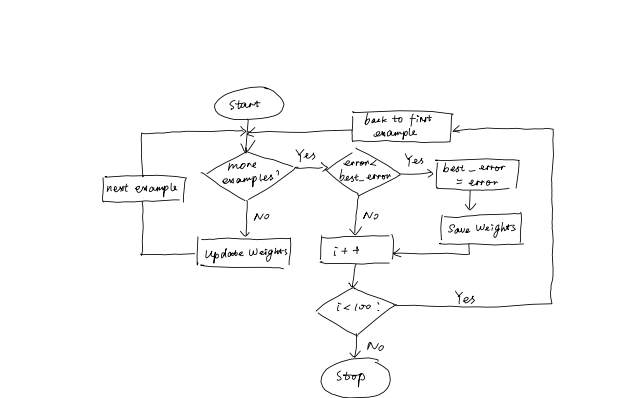 Start
back to first
example
more
examples?
Yes
error<
best_error
Yes
best_error
= error
next example
No
No
Save Weights
Update Weights
i++
i<100?
Yes
No
Stop